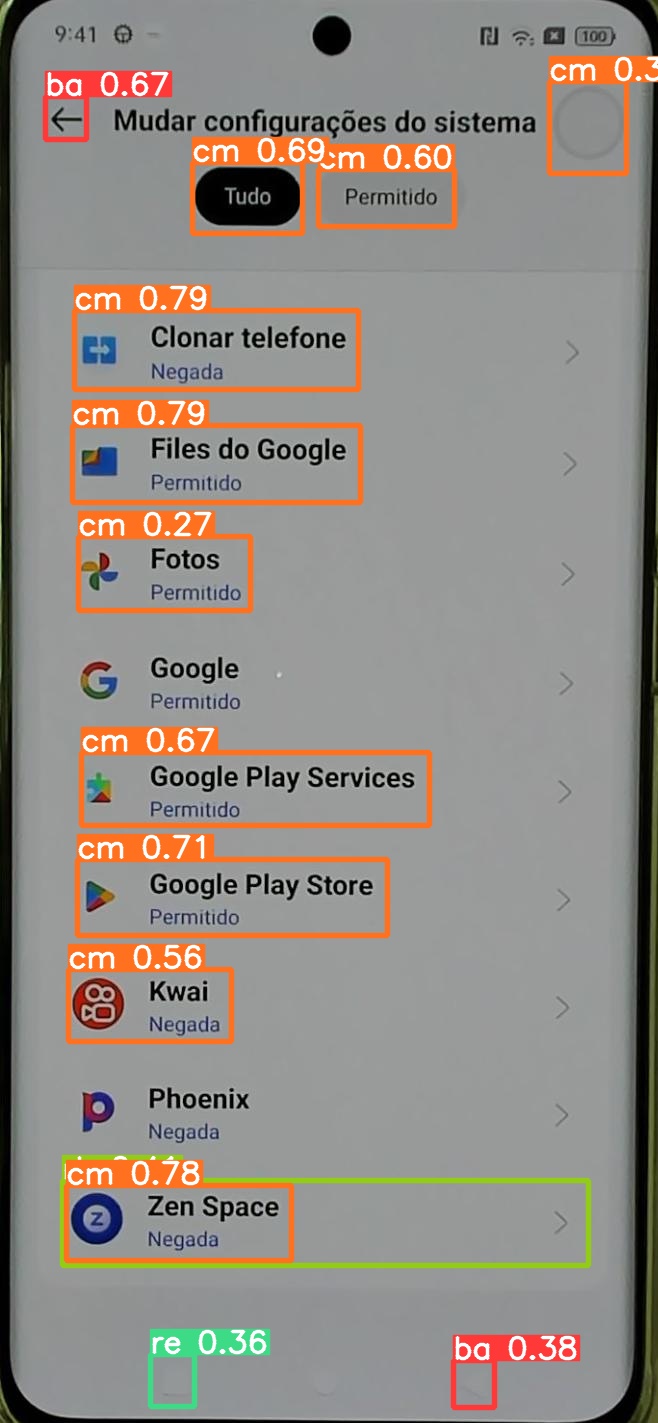 9:41
100
ba 0.67
cm 0.3
Mudar configurações do sistema
cm 0.69
cm 0.60
Tudo
Permitido
cm 0.79
Clonar telefone
Negada
cm 0.79
Files do Google
Permitido
cm 0.27
Fotos
Permitido
Google
Permitido
cm 0.67
Google Play Services
Permitido
cm 0.71
Google Play Store
Permitido
cm 0.56
Kwai
Negada
Phoenix
Negada
cm 0.78
Zen Space
Negada
re 0.36
ba 0.38